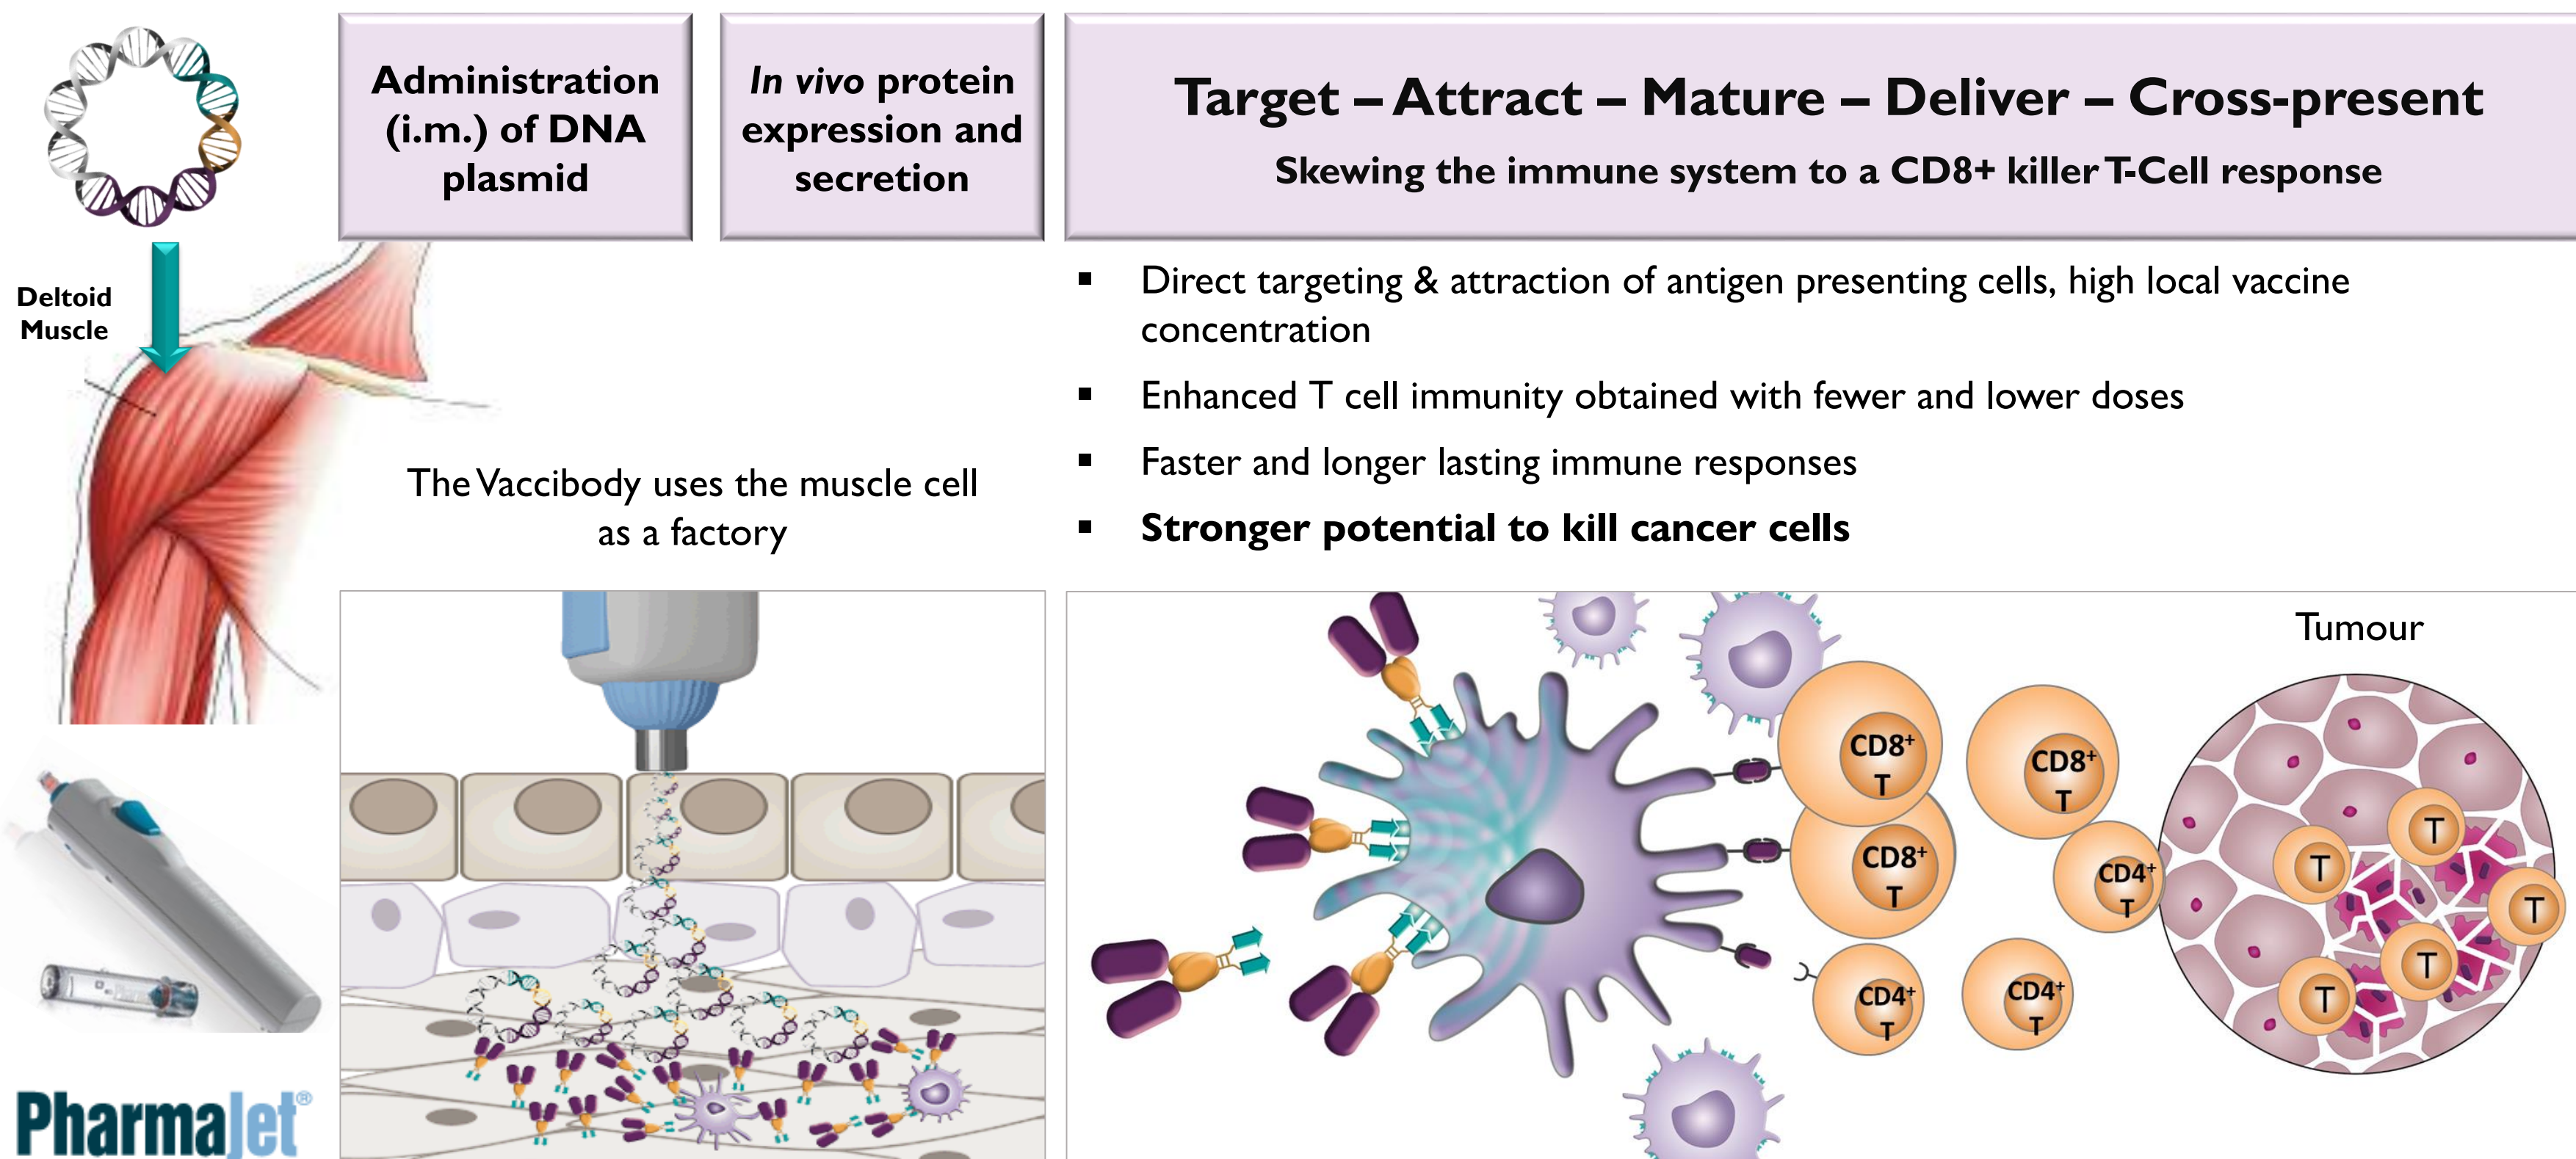 Administration
(i.m.) of DNA
plasmid
In vivo protein
expression and
secretion
Target – Attract – Mature – Deliver – Cross-present
Skewing the immune system to a CD8+ killer T-Cell response
Deltoid
Muscle
The Vaccibody uses the muscle cell
as a factory
▪ Direct targeting & attraction of antigen presenting cells, high local vaccine
concentration
▪ Enhanced T cell immunity obtained with fewer and lower doses
▪ Faster and longer lasting immune responses
▪ Stronger potential to kill cancer cells
Tumour
CD8+
T
CD8+
T
CD8+
T
CD4+
T
CD4+
T
CD4+
T
T
T
T
T
T
PharmaJet®